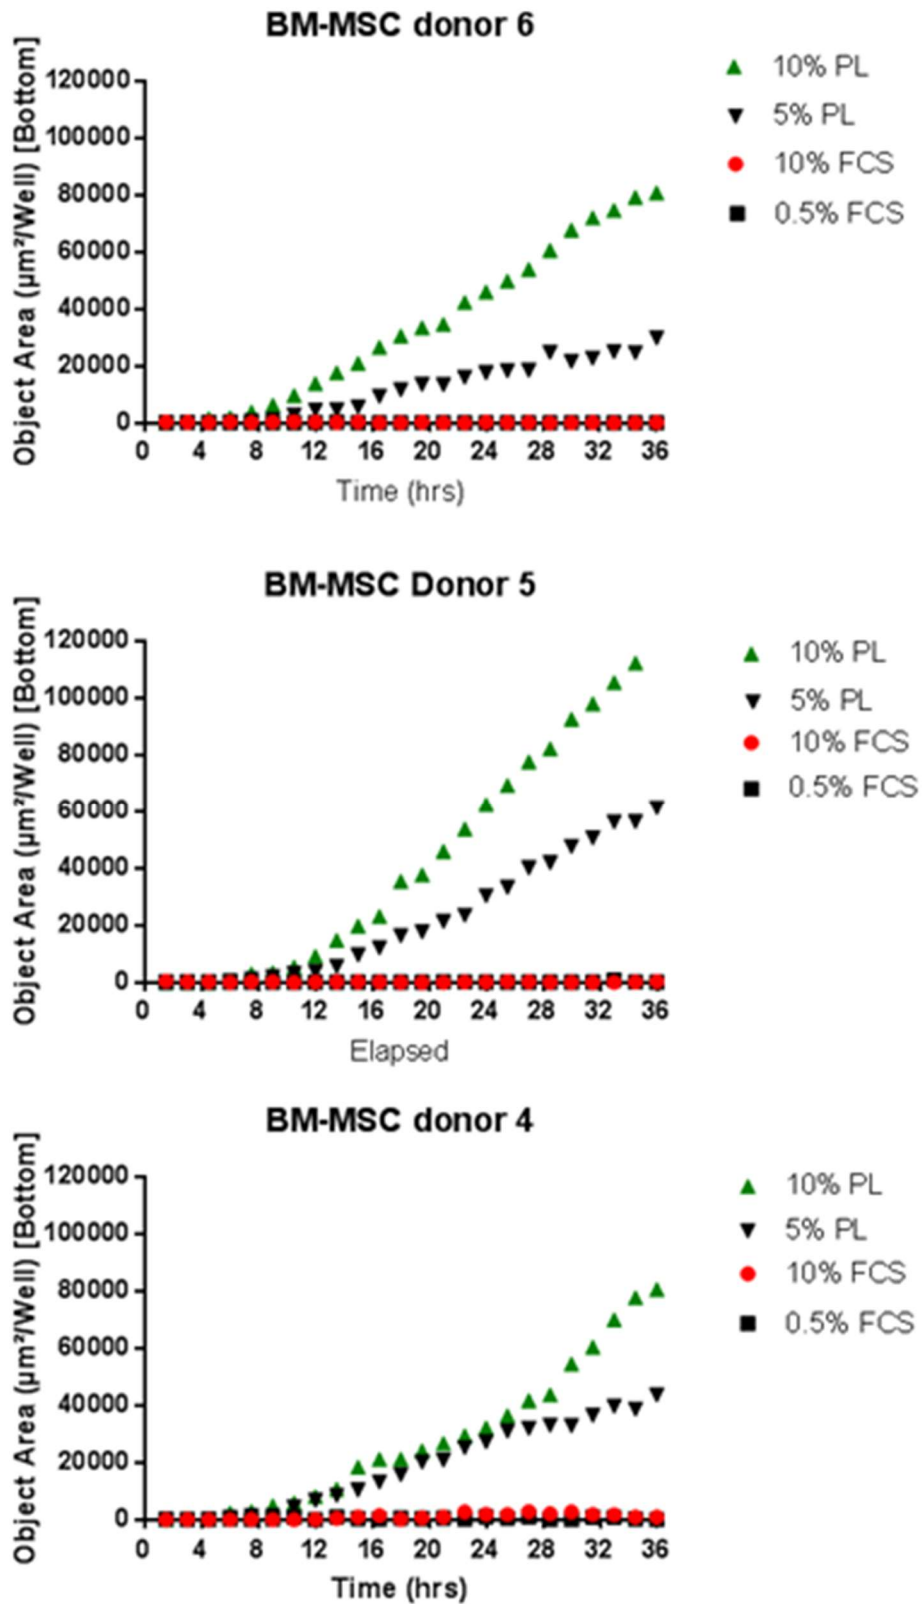 BM-MSC donor 6
Object Area (µm²/Well) [Bottom]
120000
100000
80000
60000
40000
20000
0
0 4 8 12 16 20 24 28 32 36
Time (hrs)
10% PL
5% PL
10% FCS
0.5% FCS
BM-MSC Donor 5
Object Area (µm²/Well) [Bottom]
120000
100000
80000
60000
40000
20000
0
0 4 8 12 16 20 24 28 32 36
Elapsed
10% PL
5% PL
10% FCS
0.5% FCS
BM-MSC donor 4
Object Area (µm²/Well) [Bottom]
120000
100000
80000
60000
40000
20000
0
0 4 8 12 16 20 24 28 32 36
Time (hrs)
10% PL
5% PL
10% FCS
0.5% FCS